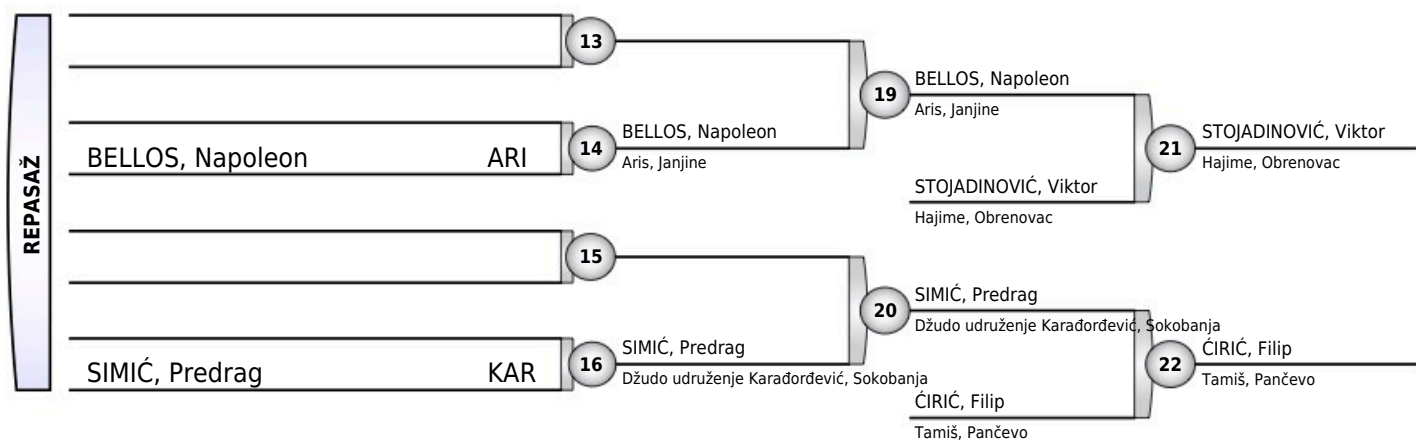 REPASAŽ
13
BELLOS, Napoleon ARI
14
BELLOS, Napoleon
Aris, Janjine
19
BELLOS, Napoleon
Aris, Janjine
STOJADINOVIĆ, Viktor
Hajime, Obrenovac
21
STOJADINOVIĆ, Viktor
Hajime, Obrenovac
15
SIMIĆ, Predrag KAR
16
SIMIĆ, Predrag
Džudo udruženje Karađorđević, Sokobanja
20
SIMIĆ, Predrag
Džudo udruženje Karađorđević, Sokobanja
ĆIRIĆ, Filip
Tamiš, Pančevo
22
ĆIRIĆ, Filip
Tamiš, Pančevo